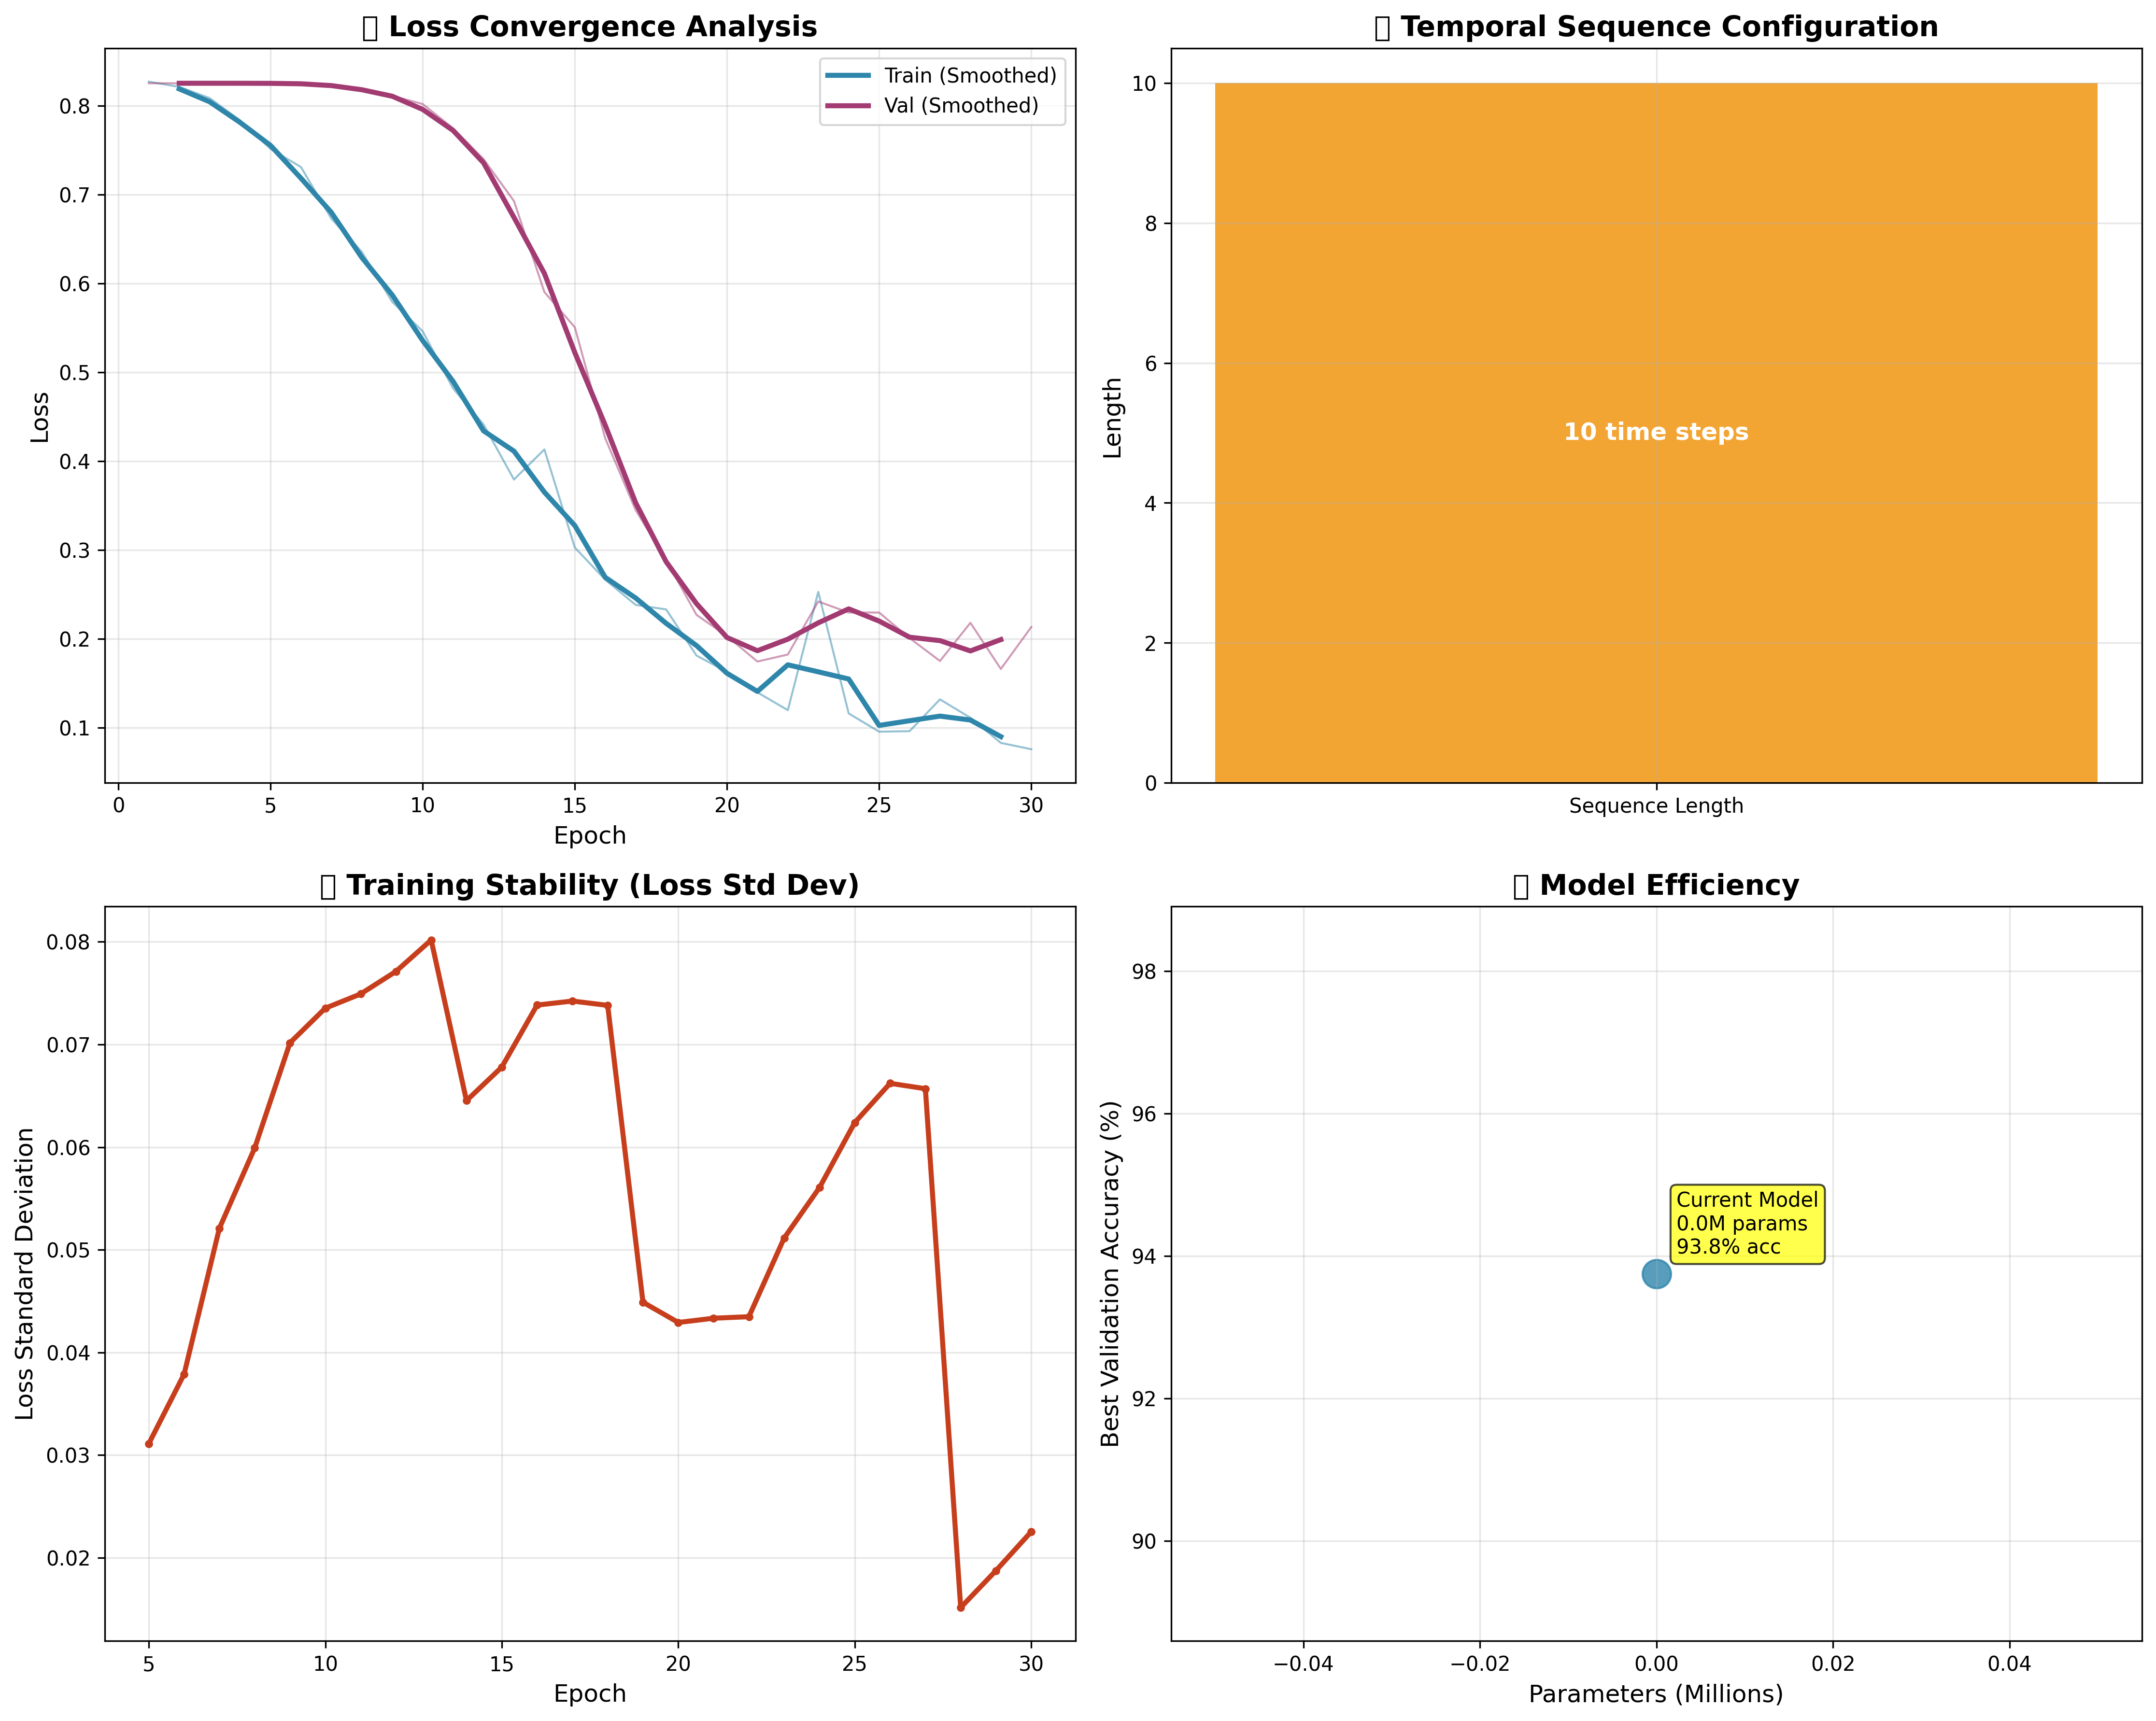 Loss Convergence Analysis
Train (Smoothed)
Val (Smoothed)
0.8
0.7
0.6
0.5
0.4
0.3
0.2
0.1
Loss
0 5 10 15 20 25 30
Epoch
Temporal Sequence Configuration
10
8
6
4
2
0
Length
10 time steps
Sequence Length
Training Stability (Loss Std Dev)
0.08
0.07
0.06
0.05
0.04
0.03
0.02
Loss Standard Deviation
5 10 15 20 25 30
Epoch
Model Efficiency
98
96
94
92
90
Best Validation Accuracy (%)
Current Model
0.0M params
93.8% acc
−0.04 −0.02 0.00 0.02 0.04
Parameters (Millions)